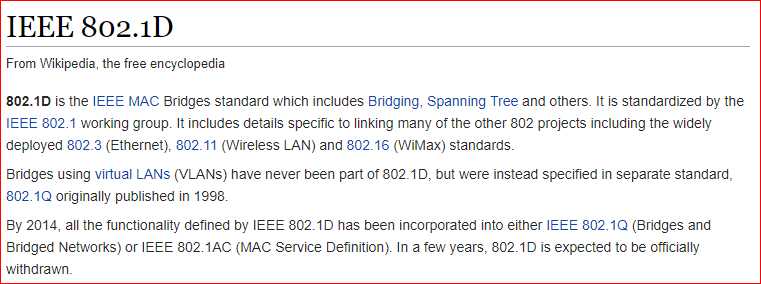 IEEE 802.1D
From Wikipedia, the free encyclopedia
802.1D is the IEEE MAC Bridges standard which includes Bridging, Spanning Tree and others. It is standardized by the
IEEE 802.1 working group. It includes details specific to linking many of the other 802 projects including the widely
deployed 802.3 (Ethernet), 802.11 (Wireless LAN) and 802.16 (WiMax) standards.
Bridges using virtual LANs (VLANs) have never been part of 802.1D, but were instead specified in separate standard,
802.1Q originally published in 1998.
By 2014, all the functionality defined by IEEE 802.1D has been incorporated into either IEEE 802.1Q (Bridges and
Bridged Networks) or IEEE 802.1AC (MAC Service Definition). In a few years, 802.1D is expected to be officially
withdrawn.